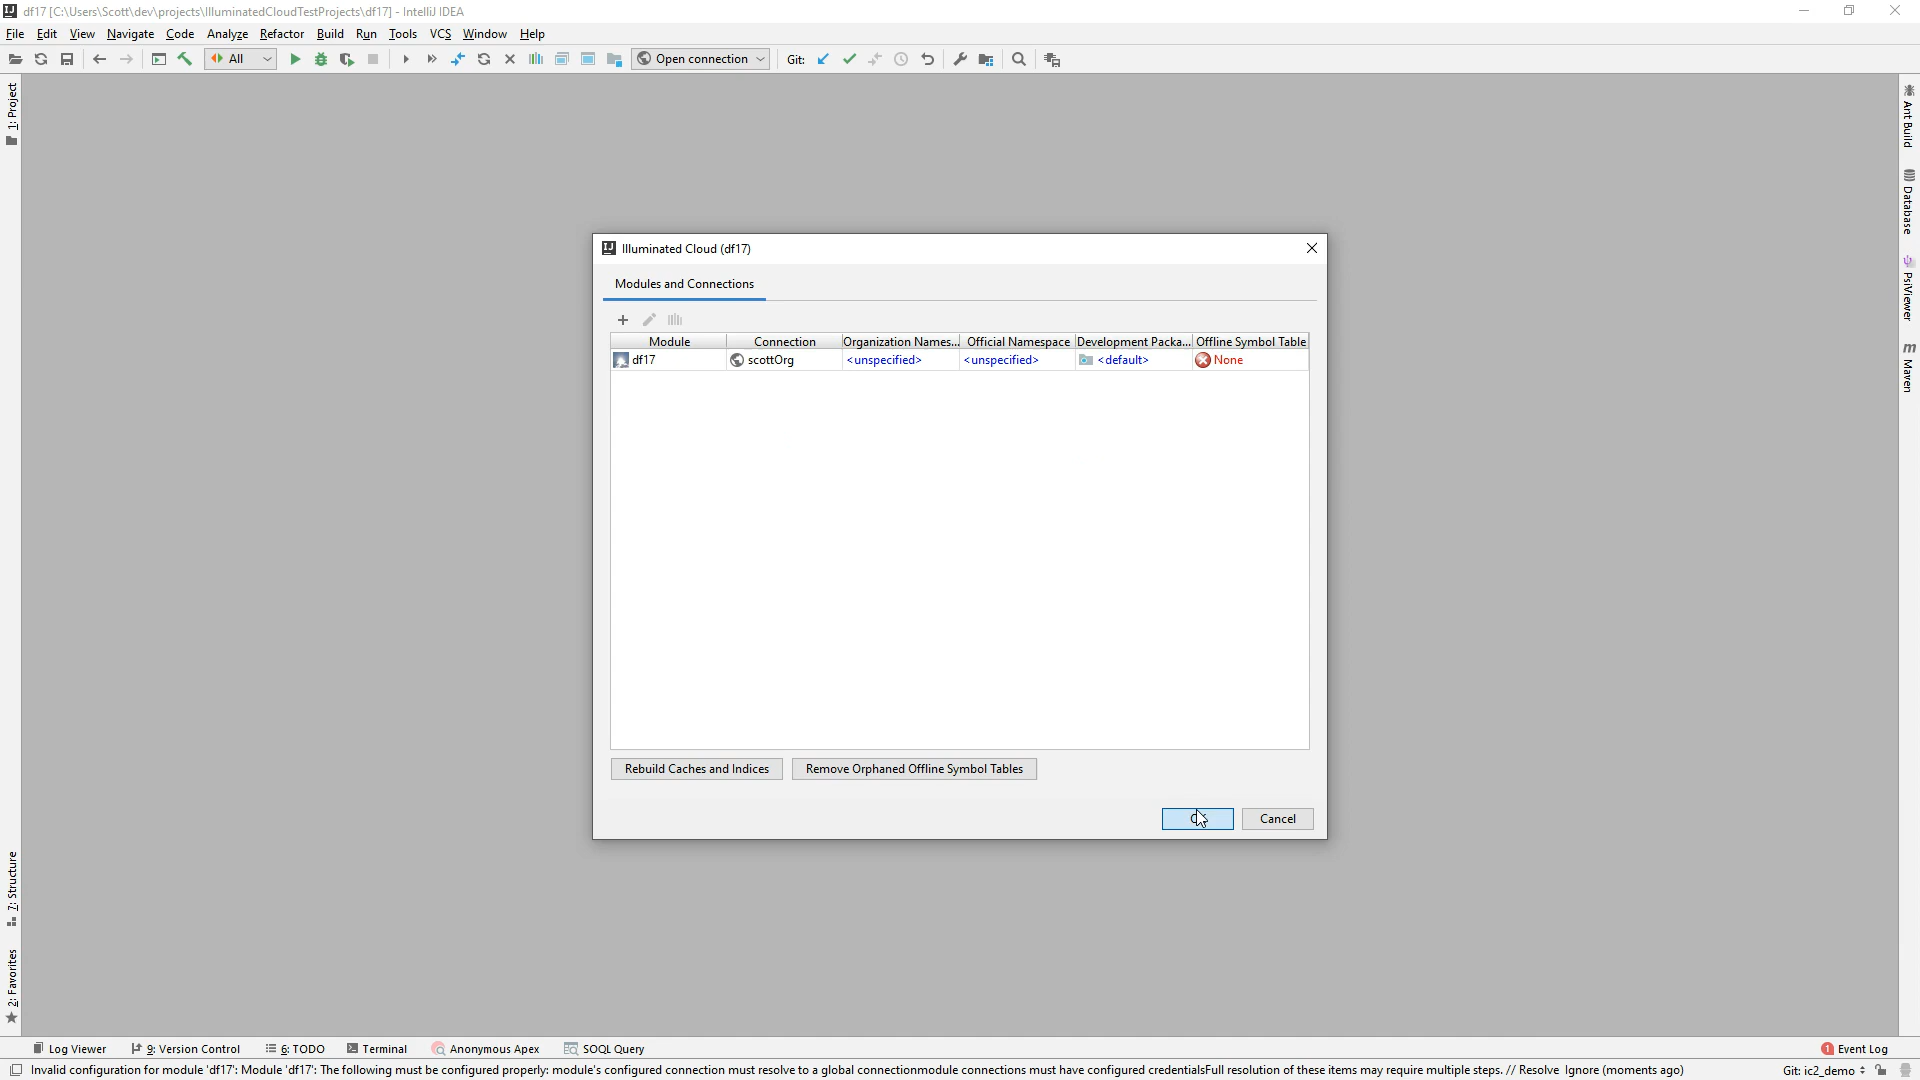 df17 [C:\Users\Scott\dev\projects\IlluminatedCloudTestProjects\df17] - IntelliJ IDEA
File Edit View Navigate Code Analyze Refactor Build Run Tools VCS Window Help
All Open connection Git:
1: Project
7: Structure
2: Favorites
Ant Build
Database
PsiViewer
Maven
Illuminated Cloud (df17)
Modules and Connections
Module Connection Organization Names... Official Namespace Development Packa... Offline Symbol Table
df17 scottOrg <unspecified> <unspecified> <default> None
Rebuild Caches and Indices Remove Orphaned Offline Symbol Tables
Cancel
Log Viewer 9: Version Control 6: TODO Terminal Anonymous Apex SOQL Query 1 Event Log
Invalid configuration for module 'df17': Module 'df17': The following must be configured properly: module's configured connection must resolve to a global connectionmodule connections must have configured credentialsFull resolution of these items may require multiple steps. // Resolve Ignore (moments ago) Git: ic2_demo